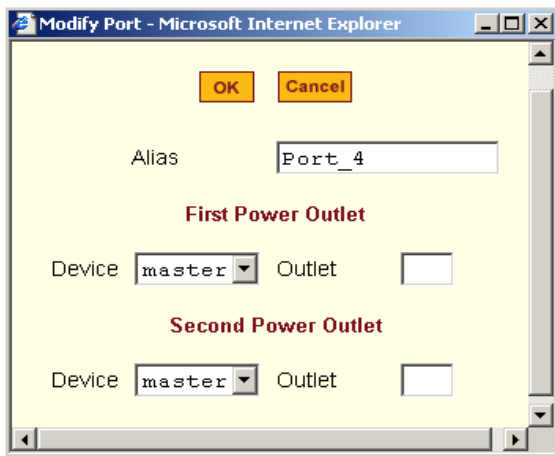 Modify Port - Microsoft Internet Explorer
OK Cancel
Alias Port_4
First Power Outlet
Device master Outlet
Second Power Outlet
Device master Outlet